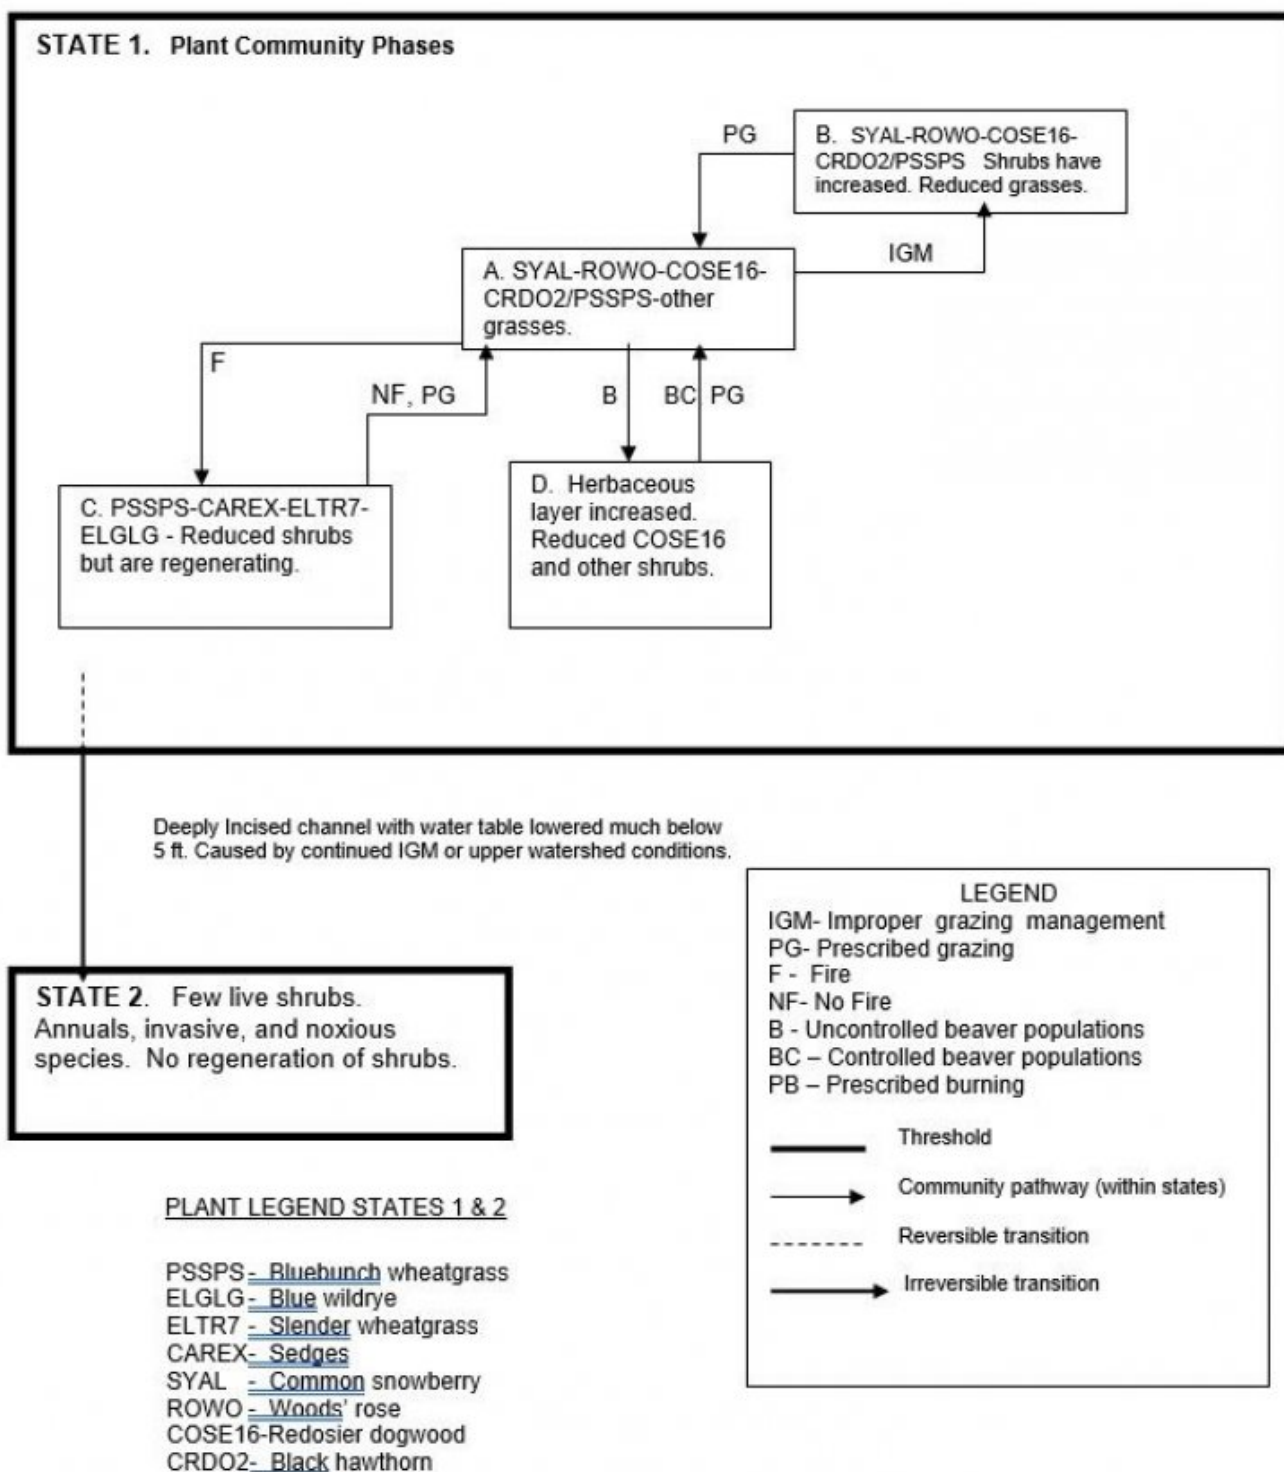 STATE 1. Plant Community Phases
PG
B. SYAL-ROWO-COSE16-
CRDO2/PSSPS Shrubs have
increased. Reduced grasses.
IGM
A. SYAL-ROWO-COSE16-
CRDO2/PSSPS-other
grasses.
F
NF, PG
B
BC PG
C. PSSPS-CAREX-ELTR7-
ELGLG - Reduced shrubs
but are regenerating.
D. Herbaceous
layer increased.
Reduced COSE16
and other shrubs.
Deeply Incised channel with water table lowered much below
5 ft. Caused by continued IGM or upper watershed conditions.
STATE 2. Few live shrubs.
Annuals, invasive, and noxious
species. No regeneration of shrubs.
LEGEND
IGM- Improper grazing management
PG- Prescribed grazing
F - Fire
NF- No Fire
B - Uncontrolled beaver populations
BC – Controlled beaver populations
PB – Prescribed burning
Threshold
Community pathway (within states)
Reversible transition
Irreversible transition
PLANT LEGEND STATES 1 & 2
PSSPS- Bluebunch wheatgrass
ELGLG- Blue wildrye
ELTR7 - Slender wheatgrass
CAREX- Sedges
SYAL - Common snowberry
ROWO - Woods' rose
COSE16-Redosier dogwood
CRDO2- Black hawthorn